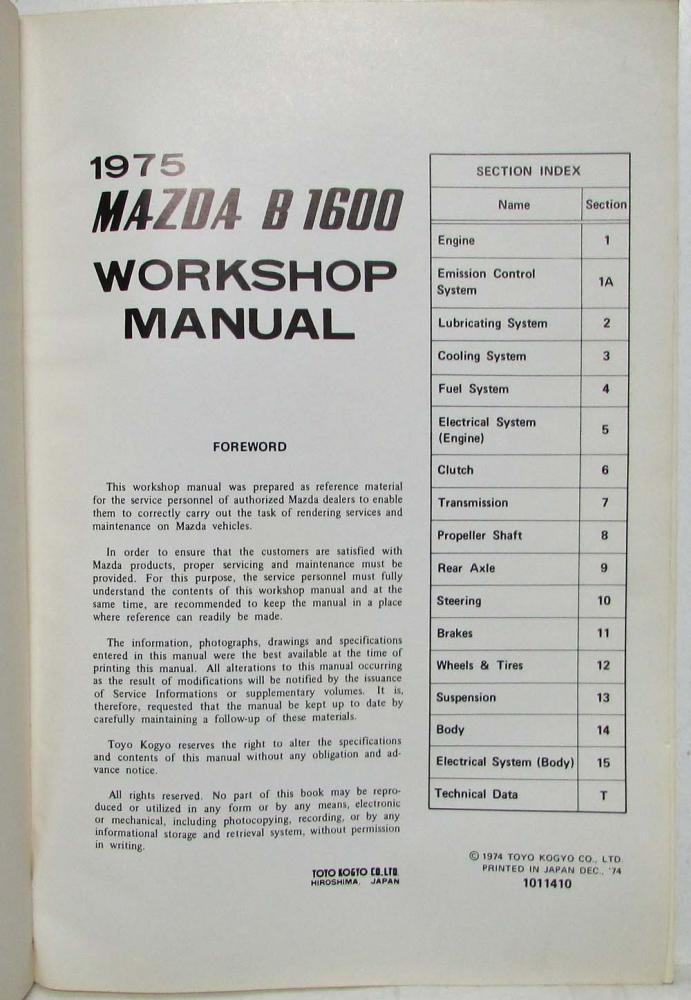 1975
MAZDA B 1600
WORKSHOP
MANUAL
FOREWORD
This workshop manual was prepared as reference material
for the service personnel of authorized Mazda dealers to enable
them to correctly carry out the task of rendering services and
maintenance on Mazda vehicles.
In order to ensure that the customers are satisfied with
Mazda products, proper servicing and maintenance must be
provided. For this purpose, the service personnel must fully
understand the contents of this workshop manual and at the
same time, are recommended to keep the manual in a place
where reference can readily be made.
The information, photographs, drawings and specifications
entered in this manual were the best available at the time of
printing this manual. All alterations to this manual occurring
as the result of modifications will be notified by the issuance
of Service Informations or supplementary volumes. It is,
therefore, requested that the manual be kept up to date by
carefully maintaining a follow-up of these materials.
Toyo Kogyo reserves the right to alter the specifications
and contents of this manual without any obligation and ad-
vance notice.
All rights reserved. No part of this book may be repro-
duced or utilized in any form or by any means, electronic
or mechanical, including photocopying, recording, or by any
informational storage and retrieval system, without permission
in writing.
TOYO KOGYO CO., LTD.
HIROSHIMA, JAPAN
SECTION INDEX
Name Section
Engine 1
Emission Control
System 1A
Lubricating System 2
Cooling System 3
Fuel System 4
Electrical System
(Engine) 5
Clutch 6
Transmission 7
Propeller Shaft 8
Rear Axle 9
Steering 10
Brakes 11
Wheels & Tires 12
Suspension 13
Body 14
Electrical System (Body) 15
Technical Data T
© 1974 TOYO KOGYO CO., LTD.
PRINTED IN JAPAN DEC., '74
1011410